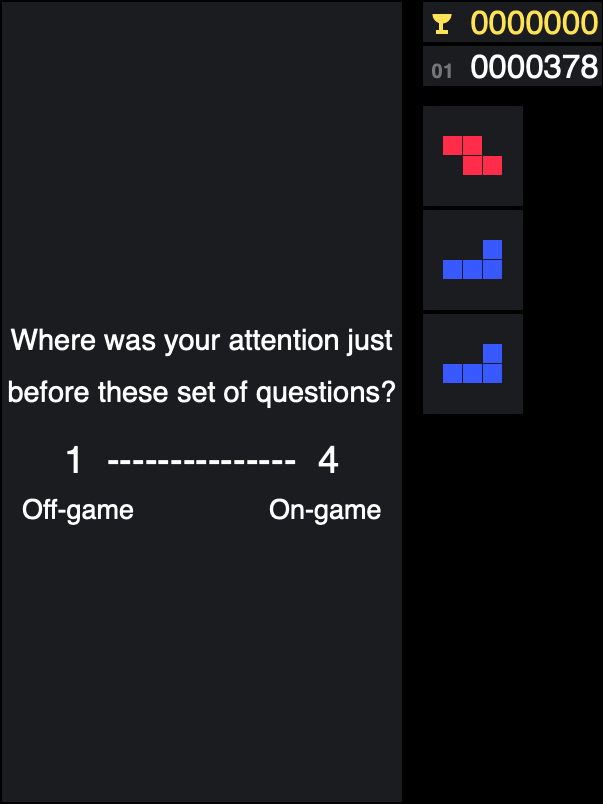 0000000
01 0000378
Where was your attention just
before these set of questions?
1 --------------- 4
Off-game On-game